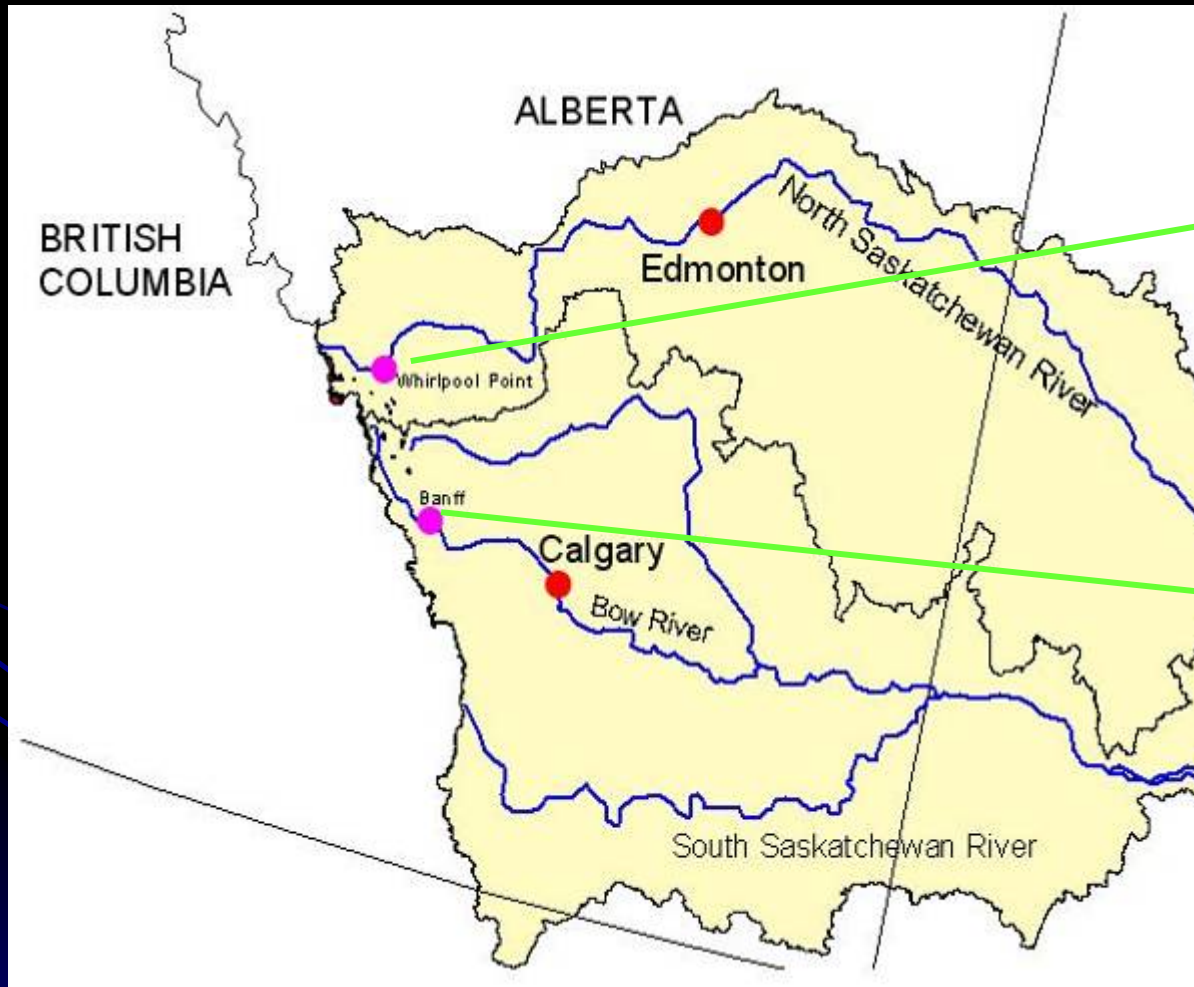 ALBERTA
BRITISH
COLUMBIA
North Saskatchewan River
Edmonton
Whirlpool Point
Banff
Calgary
Bow River
South Saskatchewan River